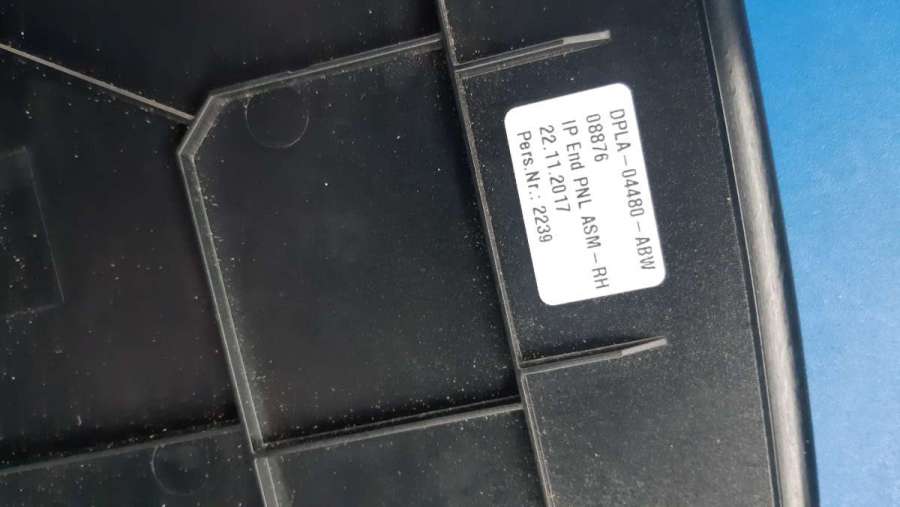 DPLA-04480-ABW
08876
IP End PNL ASM-RH
22.11.2017
Pers.Nr.: 2239